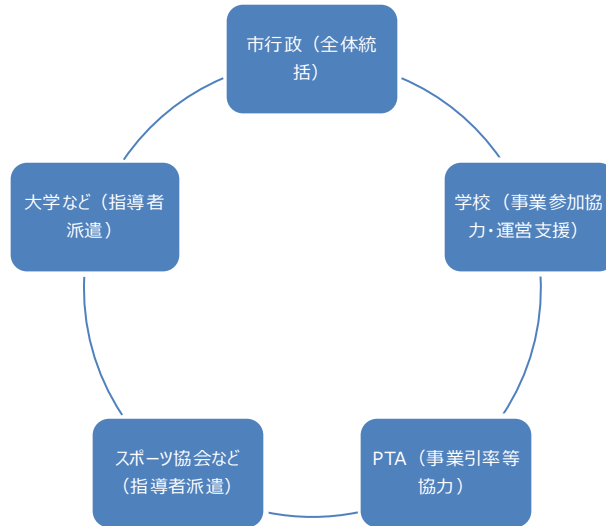 市行政（全体統
括）
大学など（指導者
派遣）
学校（事業参加協
力・運営支援）
スポーツ協会など
（指導者派遣）
PTA（事業引率等
協力）